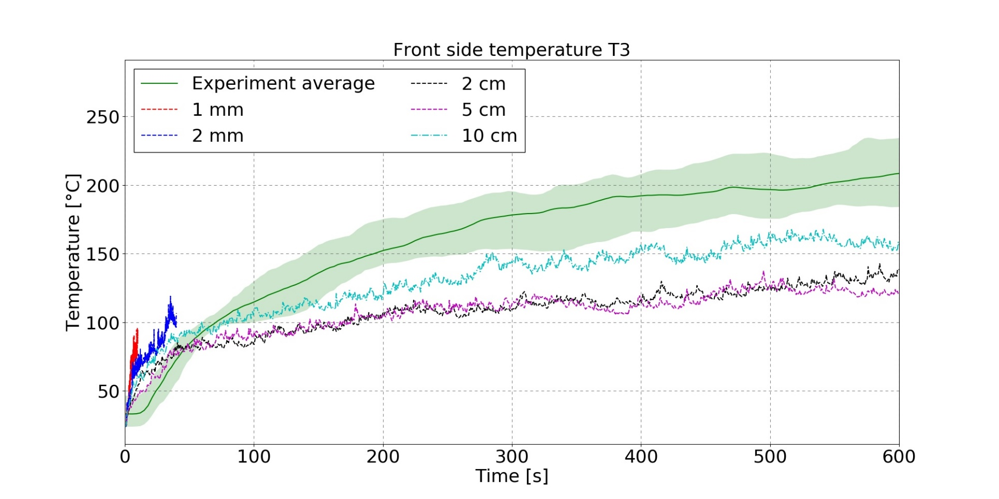 Front side temperature T3
Experiment average
1 mm
2 mm
2 cm
5 cm
10 cm
Temperature [°C]
250
200
150
100
50
0 100 200 300 400 500 600
Time [s]